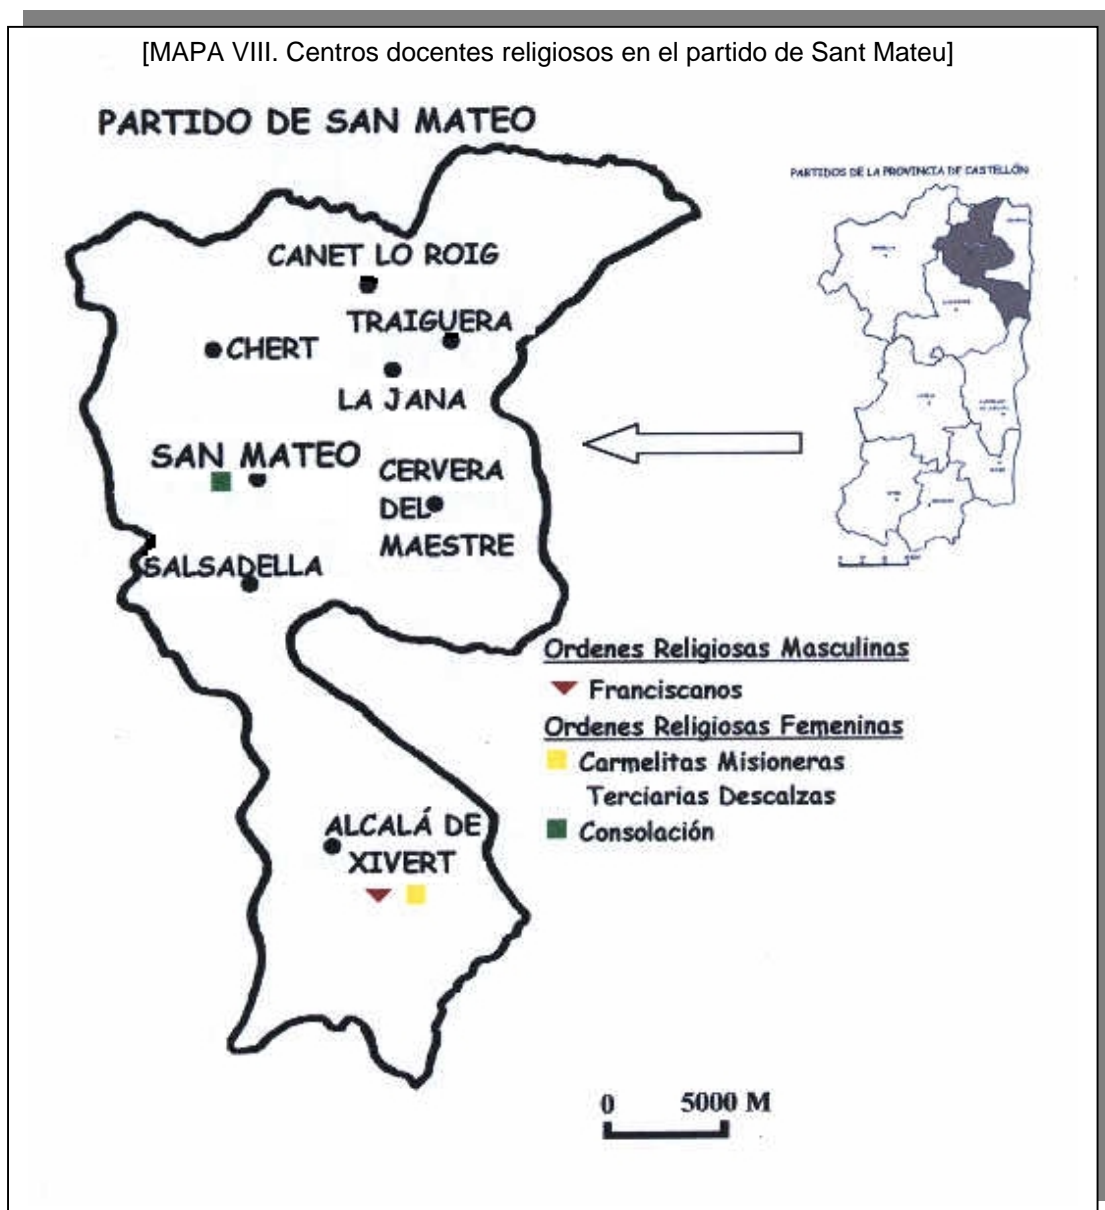 [MAPA VIII. Centros docentes religiosos en el partido de Sant Mateu]
PARTIDO DE SAN MATEO
PARTIDOS DE LA PROVINCIA DE CASTELLÓN
CANET LO ROIG
TRAIGUERA
CHERT
LA JANA
SAN MATEO
CERVERA
DEL
MAESTRE
SALSADELLA
Ordenes Religiosas Masculinas
Franciscanos
Ordenes Religiosas Femeninas
Carmelitas Misioneras
Terciarias Descalzas
Consolación
ALCALÁ DE
XIVERT
0 5000 M